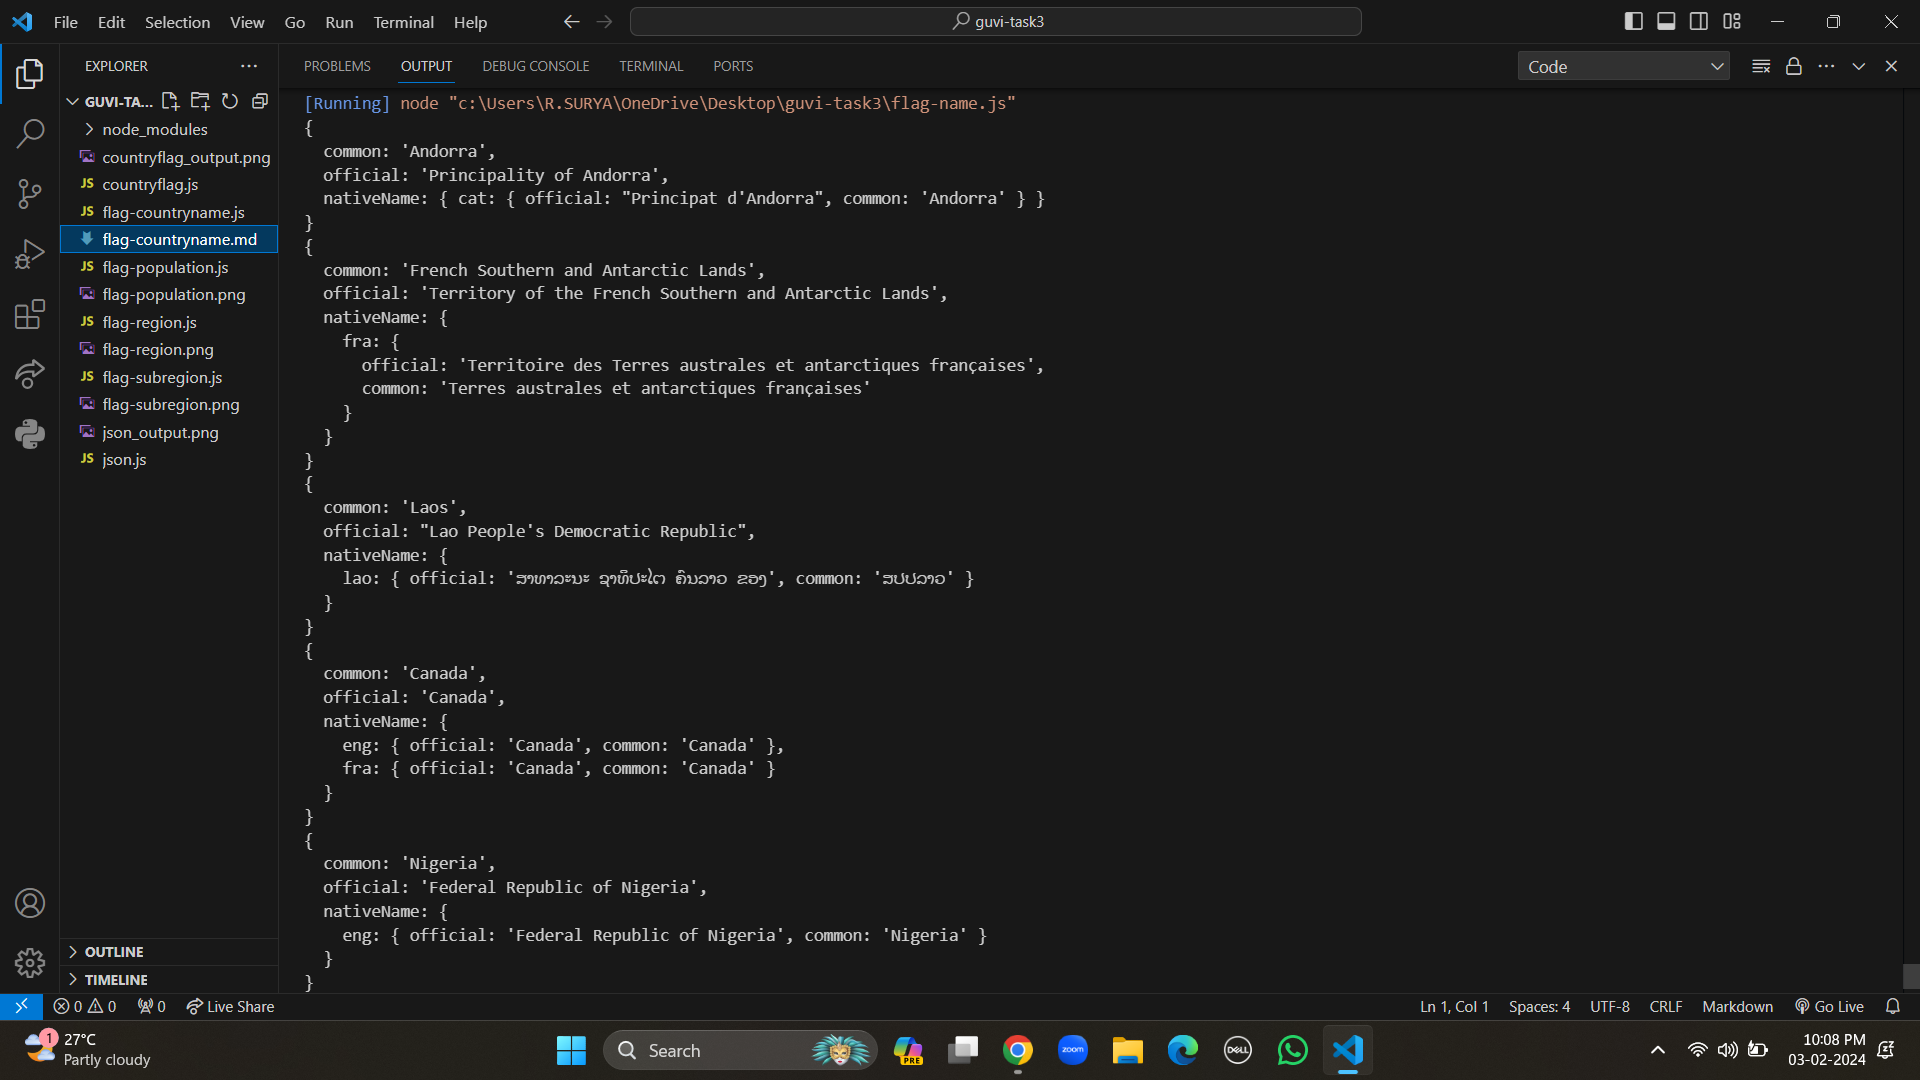 File Edit Selection View Go Run Terminal Help
guvi-task3
EXPLORER
GUVI-TA...
node_modules
countryflag_output.png
countryflag.js
flag-countryname.js
flag-countryname.md
flag-population.js
flag-population.png
flag-region.js
flag-region.png
flag-subregion.js
flag-subregion.png
json_output.png
json.js
OUTLINE
TIMELINE
PROBLEMS OUTPUT DEBUG CONSOLE TERMINAL PORTS
Code
[Running] node "c:\Users\R.SURYA\OneDrive\Desktop\guvi-task3\flag-name.js"
{
  common: 'Andorra',
  official: 'Principality of Andorra',
  nativeName: { cat: { official: "Principat d'Andorra", common: 'Andorra' } }
}
{
  common: 'French Southern and Antarctic Lands',
  official: 'Territory of the French Southern and Antarctic Lands',
  nativeName: {
    fra: {
      official: 'Territoire des Terres australes et antarctiques françaises',
      common: 'Terres australes et antarctiques françaises'
    }
  }
}
{
  common: 'Laos',
  official: "Lao People's Democratic Republic",
  nativeName: {
    lao: { official: 'ສາທາລະນະ ຊາທິປະໄຕ ຄົນລາວ ຂອງ', common: 'ສປປລາວ' }
  }
}
{
  common: 'Canada',
  official: 'Canada',
  nativeName: {
    eng: { official: 'Canada', common: 'Canada' },
    fra: { official: 'Canada', common: 'Canada' }
  }
}
{
  common: 'Nigeria',
  official: 'Federal Republic of Nigeria',
  nativeName: {
    eng: { official: 'Federal Republic of Nigeria', common: 'Nigeria' }
  }
}
0 0 0 Live Share
Ln 1, Col 1 Spaces: 4 UTF-8 CRLF Markdown Go Live
1
27°C
Partly cloudy
Search
PRE
zoom
DELL
10:08 PM
03-02-2024